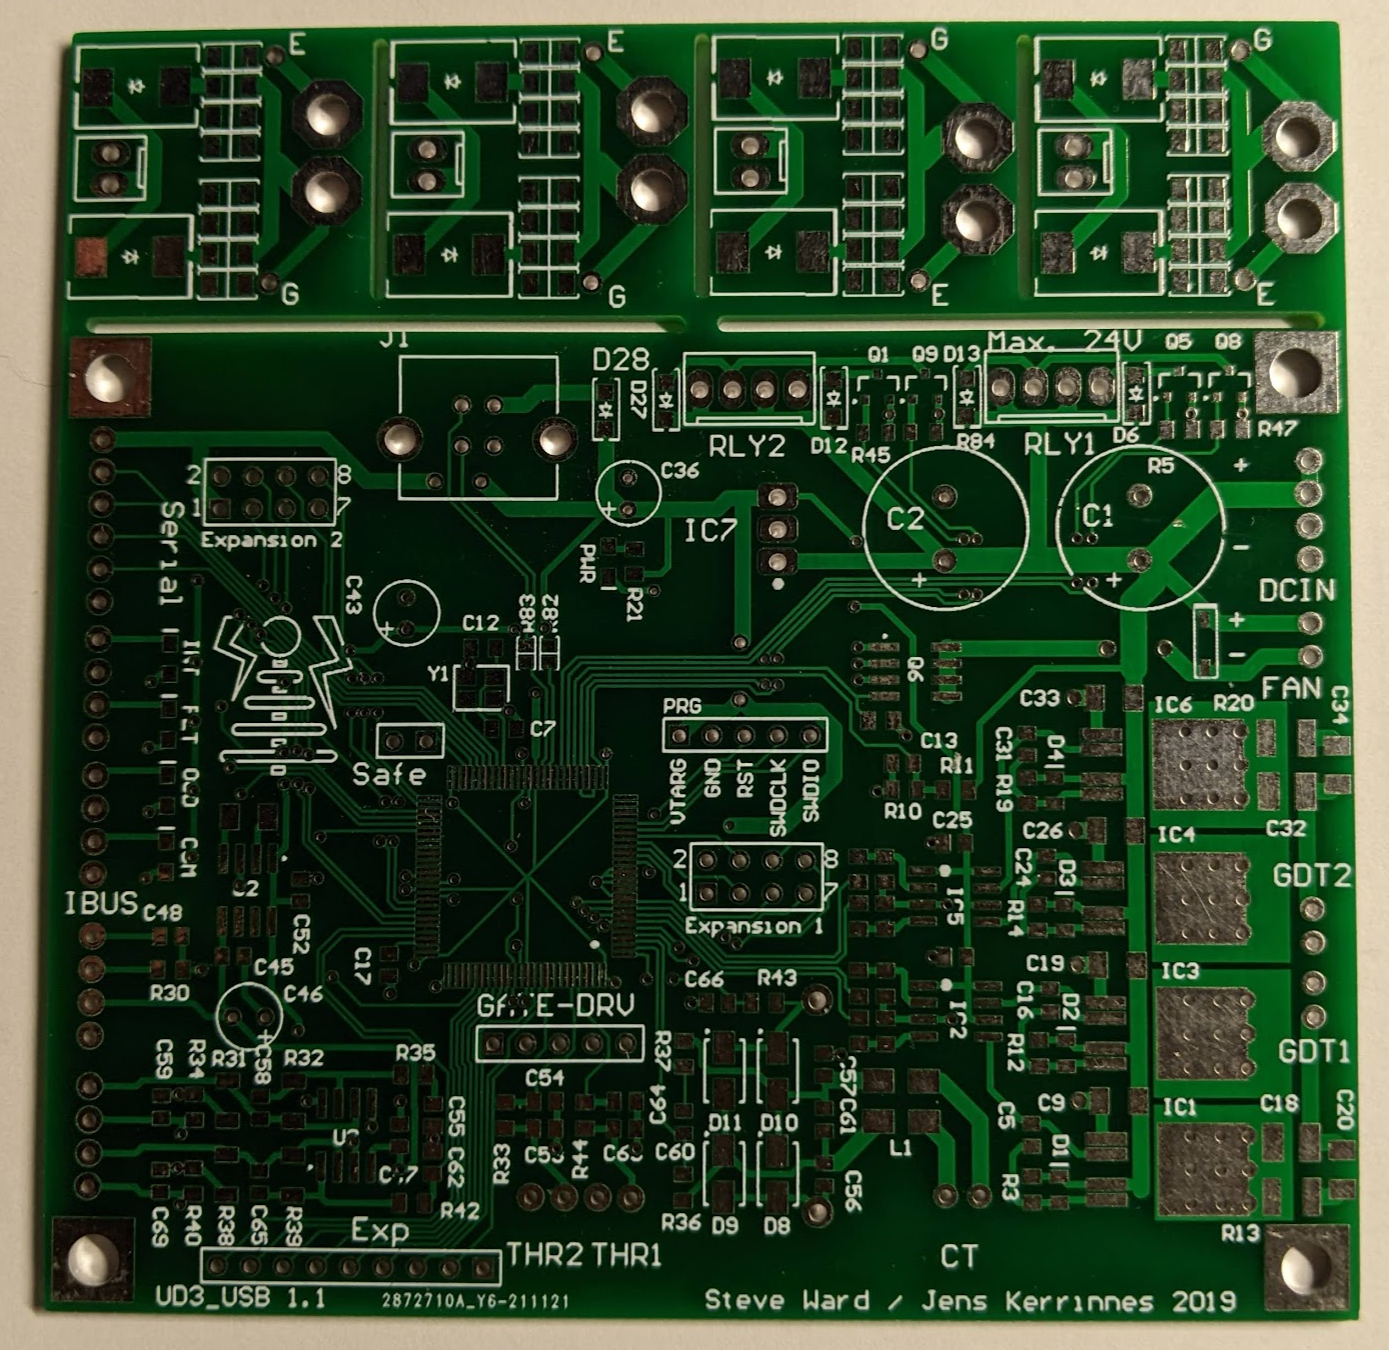 E E G G
G G E E
J1 D28 D27 RLY2 D12 Q1 Q9 D13 R45 R84 Max. 24V RLY1 D6 Q5 Q8 R47
2 8
1 7
Expansion 2
Serial
C36 IC7 C2 + C1 + R5
+
-
DCIN
+
-
FAN
PWR R21
C43 + C12 R83 R82
Y1 C7
Q6
C33 IC6 R20 C34
PRG
VTARG GND RST SWDCLK SWDIO
Safe
INT
FLT
OCD
COM
C13 R11 R10
C31 D4 R19 C32
C25 C26 IC4
2 8
1 7
Expansion 1
C24 D3 R14 IC5
GDT2
IBUS C48
R30
C52 C17
C45 C46
C19 IC3
C16 D2 R12 IC2
C66 R43
GATE-DRV
GDT1
C59 R34 R31 C58 R32 R35
R37 C54 C64 D11 D10 C57 C61
C9 IC1 C18 C20
C5 D1 R3
L1
C55 C62 R33 R44 C60
R42 R36 D9 D8 C56 R13
C69 R40 R38 C65 R39
Exp
THR2 THR1
CT
UD3_USB 1.1
2872710A_Y6-211121
Steve Ward / Jens Kerrinnes 2019